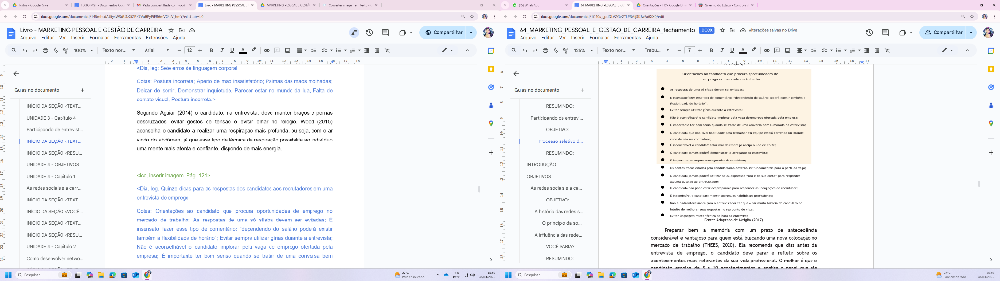 Textos - Google Drive
TEXTO MST - Documentos Goo
Pasta compartilhada com você
Livro - MARKETING PESSOAL E
MARKETING PESSOAL E GESTÃ
Converter imagem em texto - C
docs.google.com/document/d/145mhudAJ5ysWSdU3zXiZRK7VuHPyPiER6mVG4sV_hmY/edit?tab=t.0
Livro - MARKETING PESSOAL E GESTÃO DE CARREIRA
Arquivo Editar Ver Inserir Formatar Ferramentas Extensões Ajuda
Compartilhar
100% Texto nor... Arial 12
Guias no documento
INÍCIO DA SEÇÃO <TEXT...
UNIDADE 3 - Capítulo 4
Participando de entrevist...
INÍCIO DA SEÇÃO <TEXT...
INÍCIO DA SEÇÃO <RESU...
UNIDADE 4 - OBJETIVOS
UNIDADE 4 - Capítulo 1
As redes sociais e a carr...
INÍCIO DA SEÇÃO <TEXT...
INÍCIO DA SEÇÃO <VOCÊ...
INÍCIO DA SEÇÃO <TEXT...
INÍCIO DA SEÇÃO <RESU...
UNIDADE 4 - Capítulo 2
Como desenvolver netwo...
<Dia, leg: Sete erros de linguagem corporal
Cotas: Postura incorreta; Aperto de mão insatisfatório; Palmas das mãos molhadas;
Deixar de sorrir; Demonstrar inquietude; Parecer estar no mundo da lua; Falta de
contato visual; Postura incorreta.>
Segundo Aguiar (2014) o candidato, na entrevista, deve manter braços e pernas
descruzados, evitar gestos de tensão e evitar olhar no relógio. Wood (2015)
aconselha o candidato a realizar uma respiração mais profunda, ou seja, com o ar
vindo do abdômen, já que esse tipo de técnica de respiração possibilita ao indivíduo
uma mente mais atenta e confiante, dispondo de mais energia.
<ico, inserir imagem. Pág. 121>
<Dia, leg: Quinze dicas para as respostas dos candidatos aos recrutadores em uma
entrevista de emprego
Cotas: Orientações ao candidato que procura oportunidades de emprego no
mercado de trabalho; As respostas de uma só sílaba devem ser evitadas; É
insensato fazer esse tipo de comentário: “dependendo do salário poderá existir
também a flexibilidade de horário”; Evitar sempre utilizar gírias durante a entrevista;
Não é aconselhável o candidato implorar pela vaga de emprego ofertada pela
empresa; É importante ter bom senso quando se tratar de uma conversa bem
Pesquisar
27°C
Parc ensolarado
POR
PTB2
15:39
28/03/2025
(45) WhatsApp
64_MARKETING_PESSOAL_E_GE
Orientações - FIC - Google Driv
Governo do Estado - Controle d
docs.google.com/document/d/1C40s_gpdDLVZGeGYLPRAjj3KJwZa6XX0/edit
64_MARKETING_PESSOAL_E_GESTAO_DE_CARREIRA_fechamento .DOCX
Alterações salvas no Drive
Arquivo Editar Ver Inserir Formatar Ferramentas Ajuda
Compartilhar
125% Texto nor... Trebu... 7
Guias no documento
RESUMINDO:
Participando de entrevi...
OBJETIVO:
Processo seletivo d...
RESUMINDO:
INTRODUÇÃO
OBJETIVOS
As redes sociais e a ca...
OBJETIVO:
A história das redes s...
O princípio da so...
A influência das rede...
VOCÊ SABIA?
RESUMINDO:
de emprego
Orientações ao candidato que procura oportunidades de
emprego no mercado de trabalho
As respostas de uma só sílaba devem ser evitadas;
É insensato fazer esse tipo de comentário: “dependendo do salário poderá existir também a
flexibilidade de horário”;
Evitar sempre utilizar gírias durante a entrevista;
Não é aconselhável o candidato implorar pela vaga de emprego ofertada pela empresa;
É importante ter bom senso quando se tratar de uma conversa bem humorada na entrevista;
O candidato que não tiver habilidade para trabalhar em equipe estará correndo um grande
risco de não ser contratado;
É inconcebível o candidato falar mal do emprego antigo ou do ex-chefe;
O candidato jamais poderá demonstrar-se arrogante na entrevista;
É inoportuna as respostas exageradas do candidato;
Os pontos fracos citados pelo candidato não deverão ser fundamentais para o perfil da vaga;
O candidato jamais poderá utilizar-se da expressão “não é da sua conta” para responder
alguma questão ao entrevistador;
O candidato não pode estar despreparado para responder às indagações do recrutador;
É inadmissível o candidato mentir sobre suas habilidades profissionais;
Não é nada interessante para o entrevistador ter que ouvir muita história do candidato no
intuito de melhorar suas respostas no seu ponto de vista;
Evitar linguagem muito técnica na hora da entrevista.
Fonte: Adaptado de Meiglin (2017).
Preparar bem a memória com um prazo de antecedência
considerável é vantajoso para quem está buscando uma nova colocação no
mercado de trabalho (THEES, 2020). Ela recomenda que dias antes da
entrevista de emprego, o candidato deve parar e refletir sobre os
acontecimentos mais relevantes da sua vida profissional. O melhor é que o
candidato escolha de 5 a 10 acontecimentos e analise o papel que ele
Pesquisar
27°C
Parc ensolarado
15:39
28/03/2025